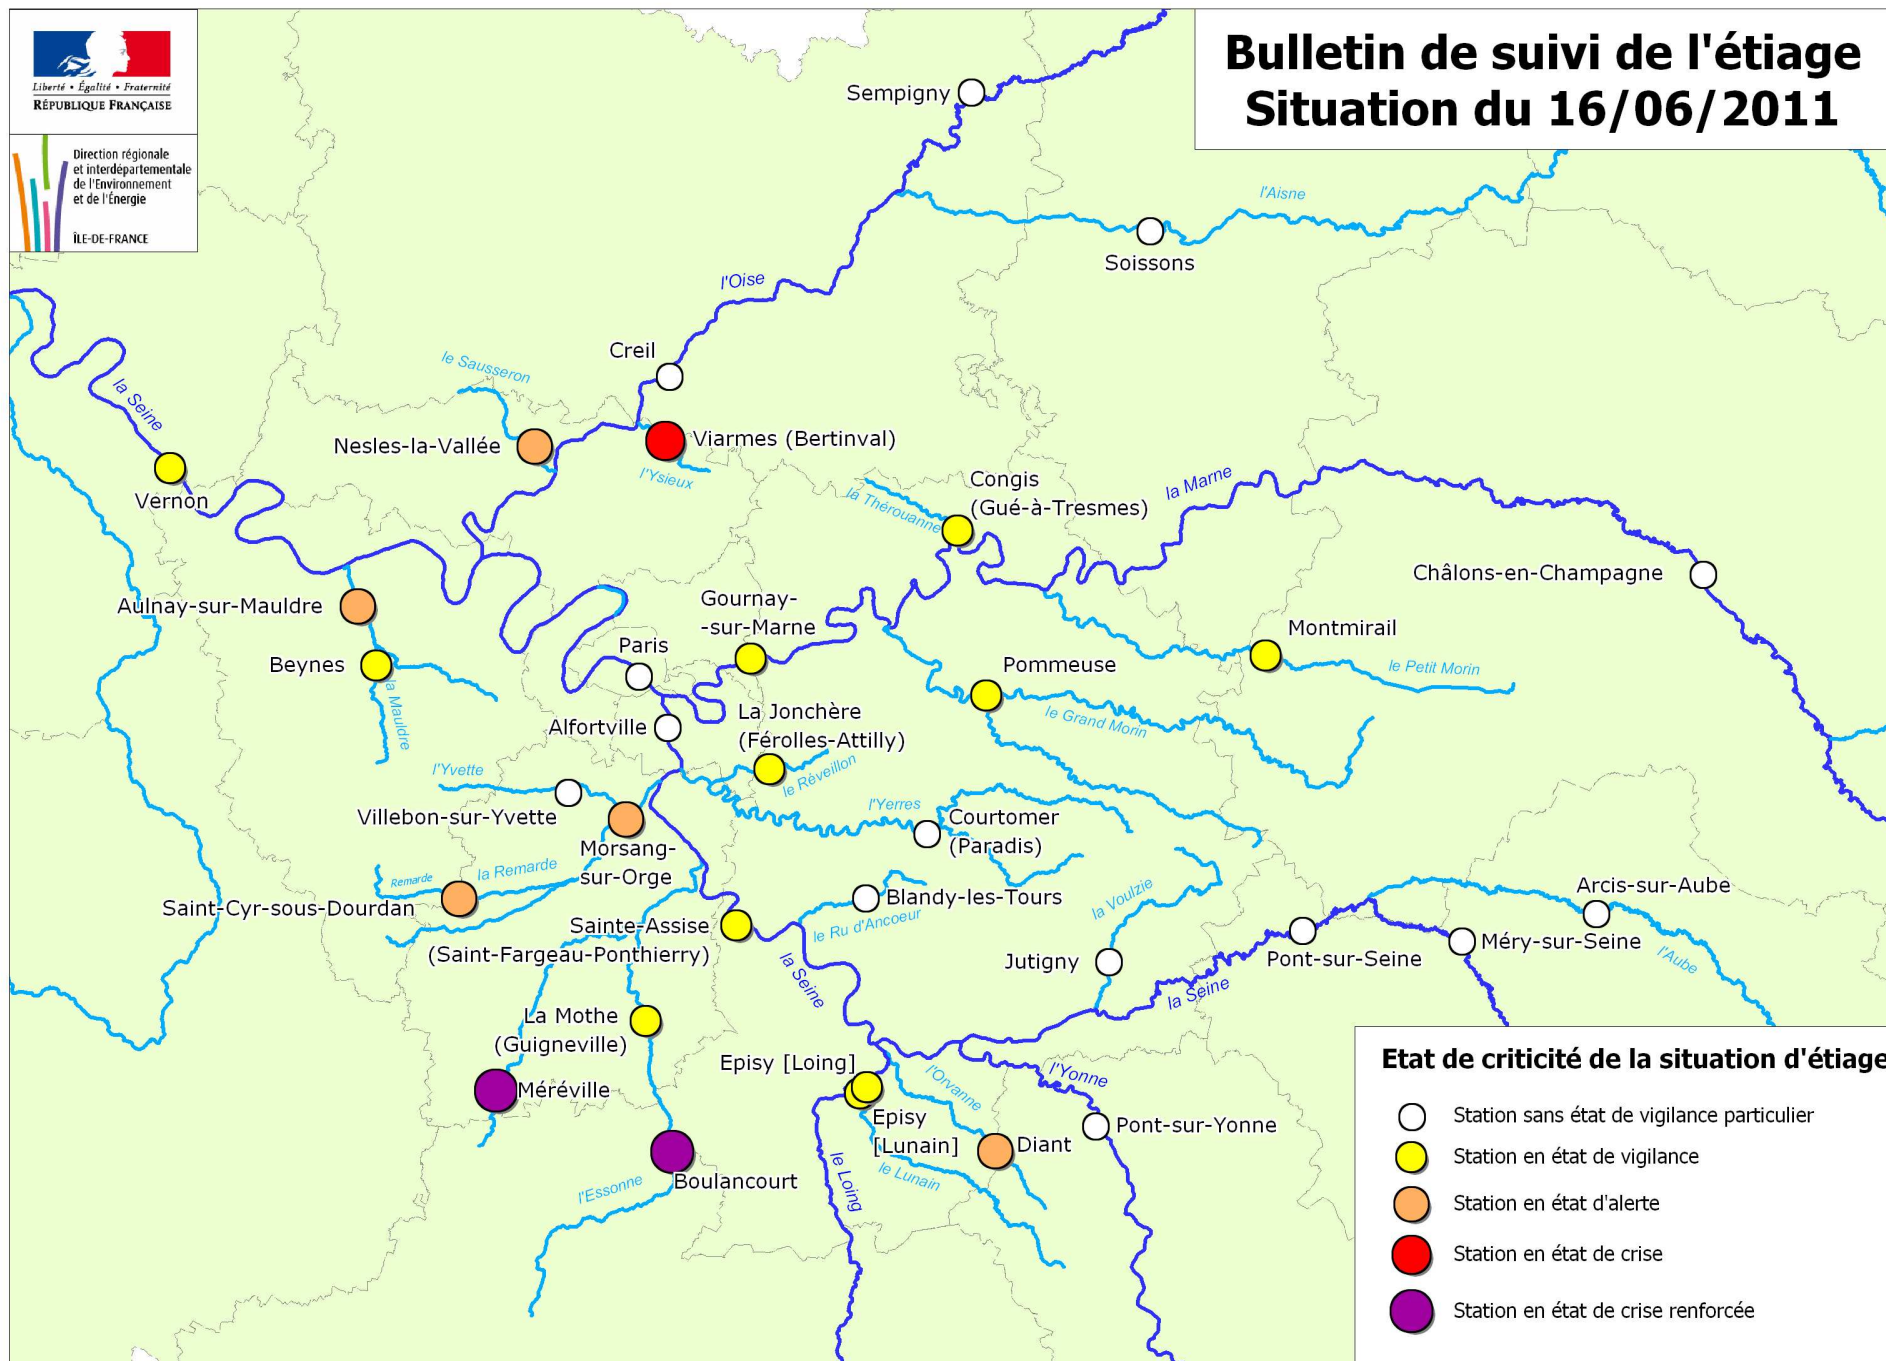 Bulletin de suivi de l'étiage
Situation du 16/06/2011
Liberté • Égalité • Fraternité
RÉPUBLIQUE FRANÇAISE
Direction régionale
et interdépartementale
de l'Environnement
et de l'Énergie
ÎLE-DE-FRANCE
Sempigny
l'Aisne
Soissons
l'Oise
Creil
le Sausseron
la Seine
Nesles-la-Vallée
Viarmes (Bertinval)
l'Ysieux
Vernon
Congis
(Gué-à-Tresmes)
la Thérouanne
la Marne
Châlons-en-Champagne
Aulnay-sur-Mauldre
Gournay-
-sur-Marne
Montmirail
Paris
Beynes
Pommeuse
le Petit Morin
la Mauldre
La Jonchère
(Férolles-Attilly)
le Grand Morin
Alfortville
l'Yvette
le Réveillon
l'Yerres
Villebon-sur-Yvette
Courtomer
(Paradis)
Morsang-
sur-Orge
la Remarde
Remarde
Saint-Cyr-sous-Dourdan
Blandy-les-Tours
la Voulzie
Arcis-sur-Aube
Sainte-Assise
(Saint-Fargeau-Ponthierry)
le Ru d'Ancoeur
Méry-sur-Seine
Pont-sur-Seine
l'Aube
Jutigny
la Seine
la Seine
La Mothe
(Guigneville)
Episy [Loing]
l'Orvanne
l'Yonne
Méréville
Episy
[Lunain]
Diant
Pont-sur-Yonne
le Loing
le Lunain
Boulancourt
l'Essonne
Etat de criticité de la situation d'étiage
Station sans état de vigilance particulier
Station en état de vigilance
Station en état d'alerte
Station en état de crise
Station en état de crise renforcée